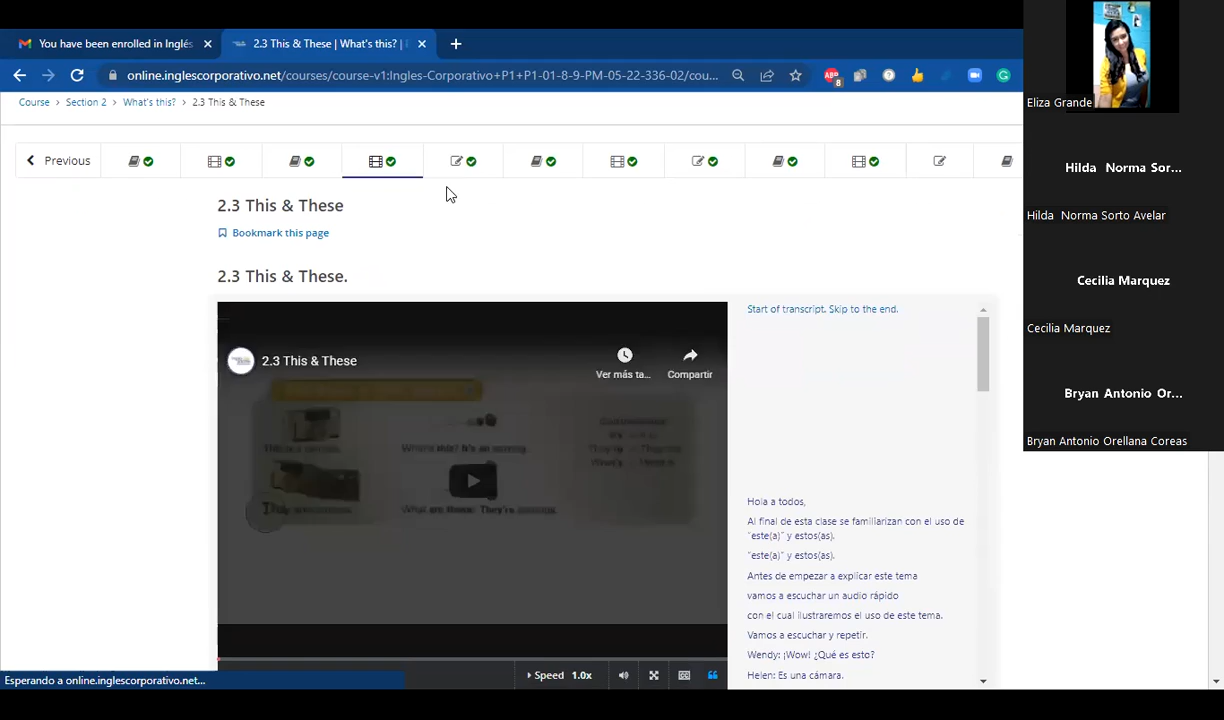 You have been enrolled in Inglés
2.3 This & These | What's this? |
online.inglescorporativo.net/courses/course-v1:Ingles-Corporativo+P1+P1-01-8-9-PM-05-22-336-02/cou...
ABP
8
Course > Section 2 > What's this? > 2.3 This & These
Previous
2.3 This & These
Bookmark this page
2.3 This & These.
2.3 This & These
Ver más ta...
Compartir
What are these? They're
Speed 1.0x
Start of transcript. Skip to the end.
Hola a todos,
Al final de esta clase se familiarizan con el uso de
"este(a)" y estos(as).
"este(a)" y estos(as).
Antes de empezar a explicar este tema
vamos a escuchar un audio rápido
con el cual ilustraremos el uso de este tema.
Vamos a escuchar y repetir.
Wendy: ¡Wow! ¿Qué es esto?
Helen: Es una cámara.
Esperando a online.inglescorporativo.net...
Eliza Grande
Hilda Norma Sor...
Hilda Norma Sorto Avelar
Cecilia Marquez
Cecilia Marquez
Bryan Antonio Or...
Bryan Antonio Orellana Coreas